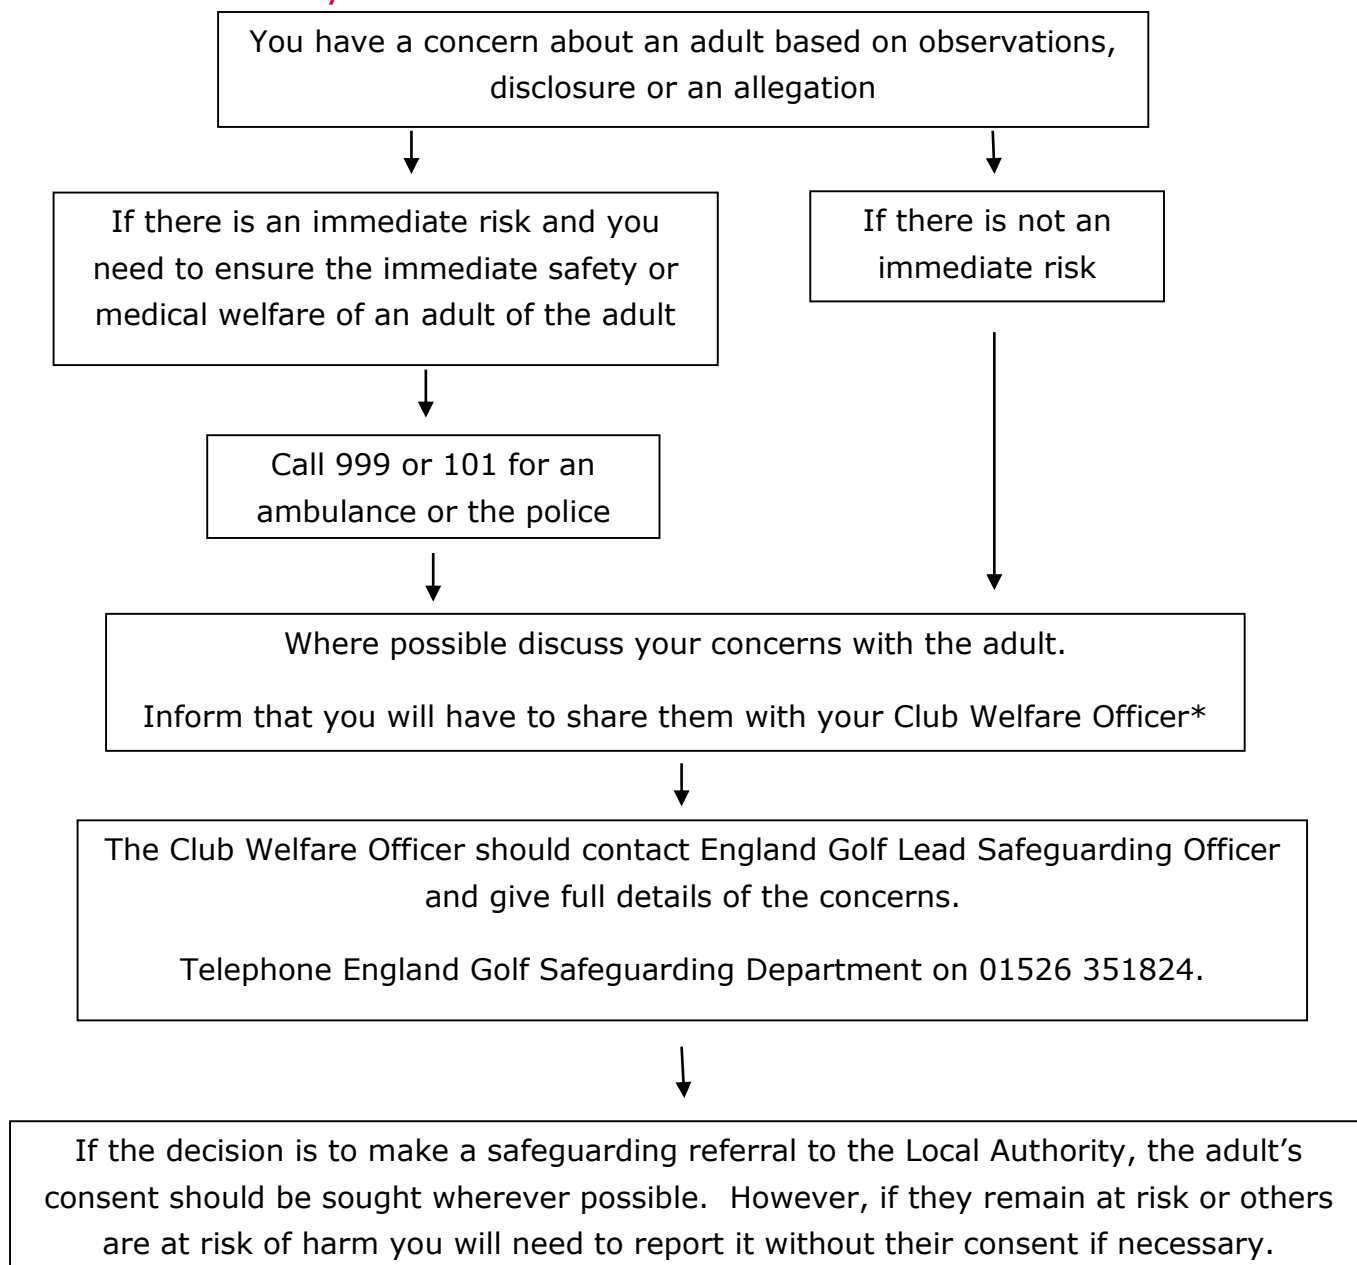 You have a concern about an adult based on observations,
disclosure or an allegation
If there is an immediate risk and you
need to ensure the immediate safety or
medical welfare of an adult of the adult
If there is not an
immediate risk
Call 999 or 101 for an
ambulance or the police
Where possible discuss your concerns with the adult.
Inform that you will have to share them with your Club Welfare Officer*
The Club Welfare Officer should contact England Golf Lead Safeguarding Officer
and give full details of the concerns.
Telephone England Golf Safeguarding Department on 01526 351824.
If the decision is to make a safeguarding referral to the Local Authority, the adult’s
consent should be sought wherever possible.  However, if they remain at risk or others
are at risk of harm you will need to report it without their consent if necessary.